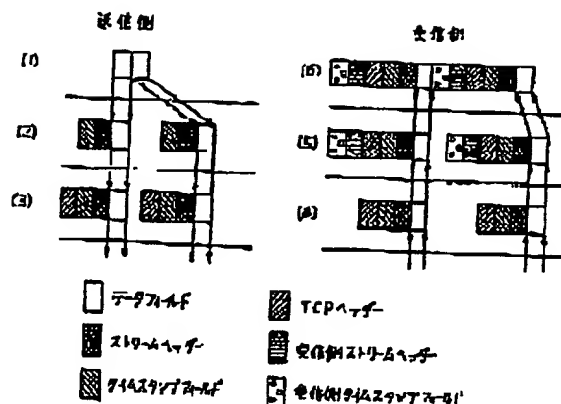 送信側
受信側
(1)
(6)
(2)
(5)
(3)
(4)
データフィールド
TCPヘッダー
ストリームヘッダー
受信側ストリームヘッダー
タイムスタンプフィールド
受信側タイムスタンプフィールド